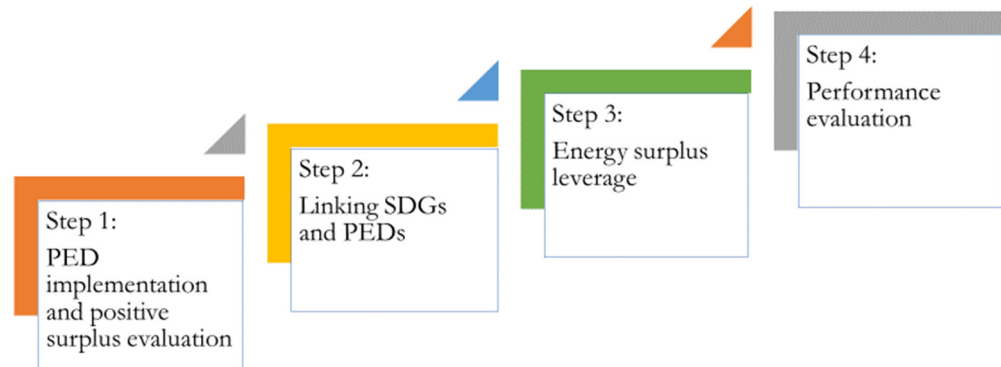 Step 1:
PED
implementation
and positive
surplus evaluation
Step 2:
Linking SDGs
and PEDs
Step 3:
Energy surplus
leverage
Step 4:
Performance
evaluation